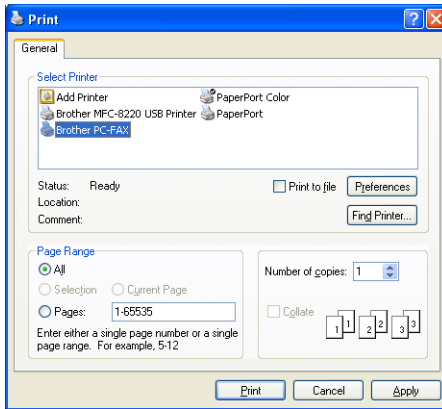 Print
General
Select Printer
Add Printer
PaperPort Color
Brother MFC-8220 USB Printer
PaperPort
Brother PC-FAX
Status: Ready
Print to file
Preferences
Location:
Comment:
Find Printer...
Page Range
All
Number of copies: 1
Selection
Current Page
Collate
Pages: 1-65535
1 1 2 2 3 3
Enter either a single page number or a single
page range. For example, 5-12
Print
Cancel
Apply